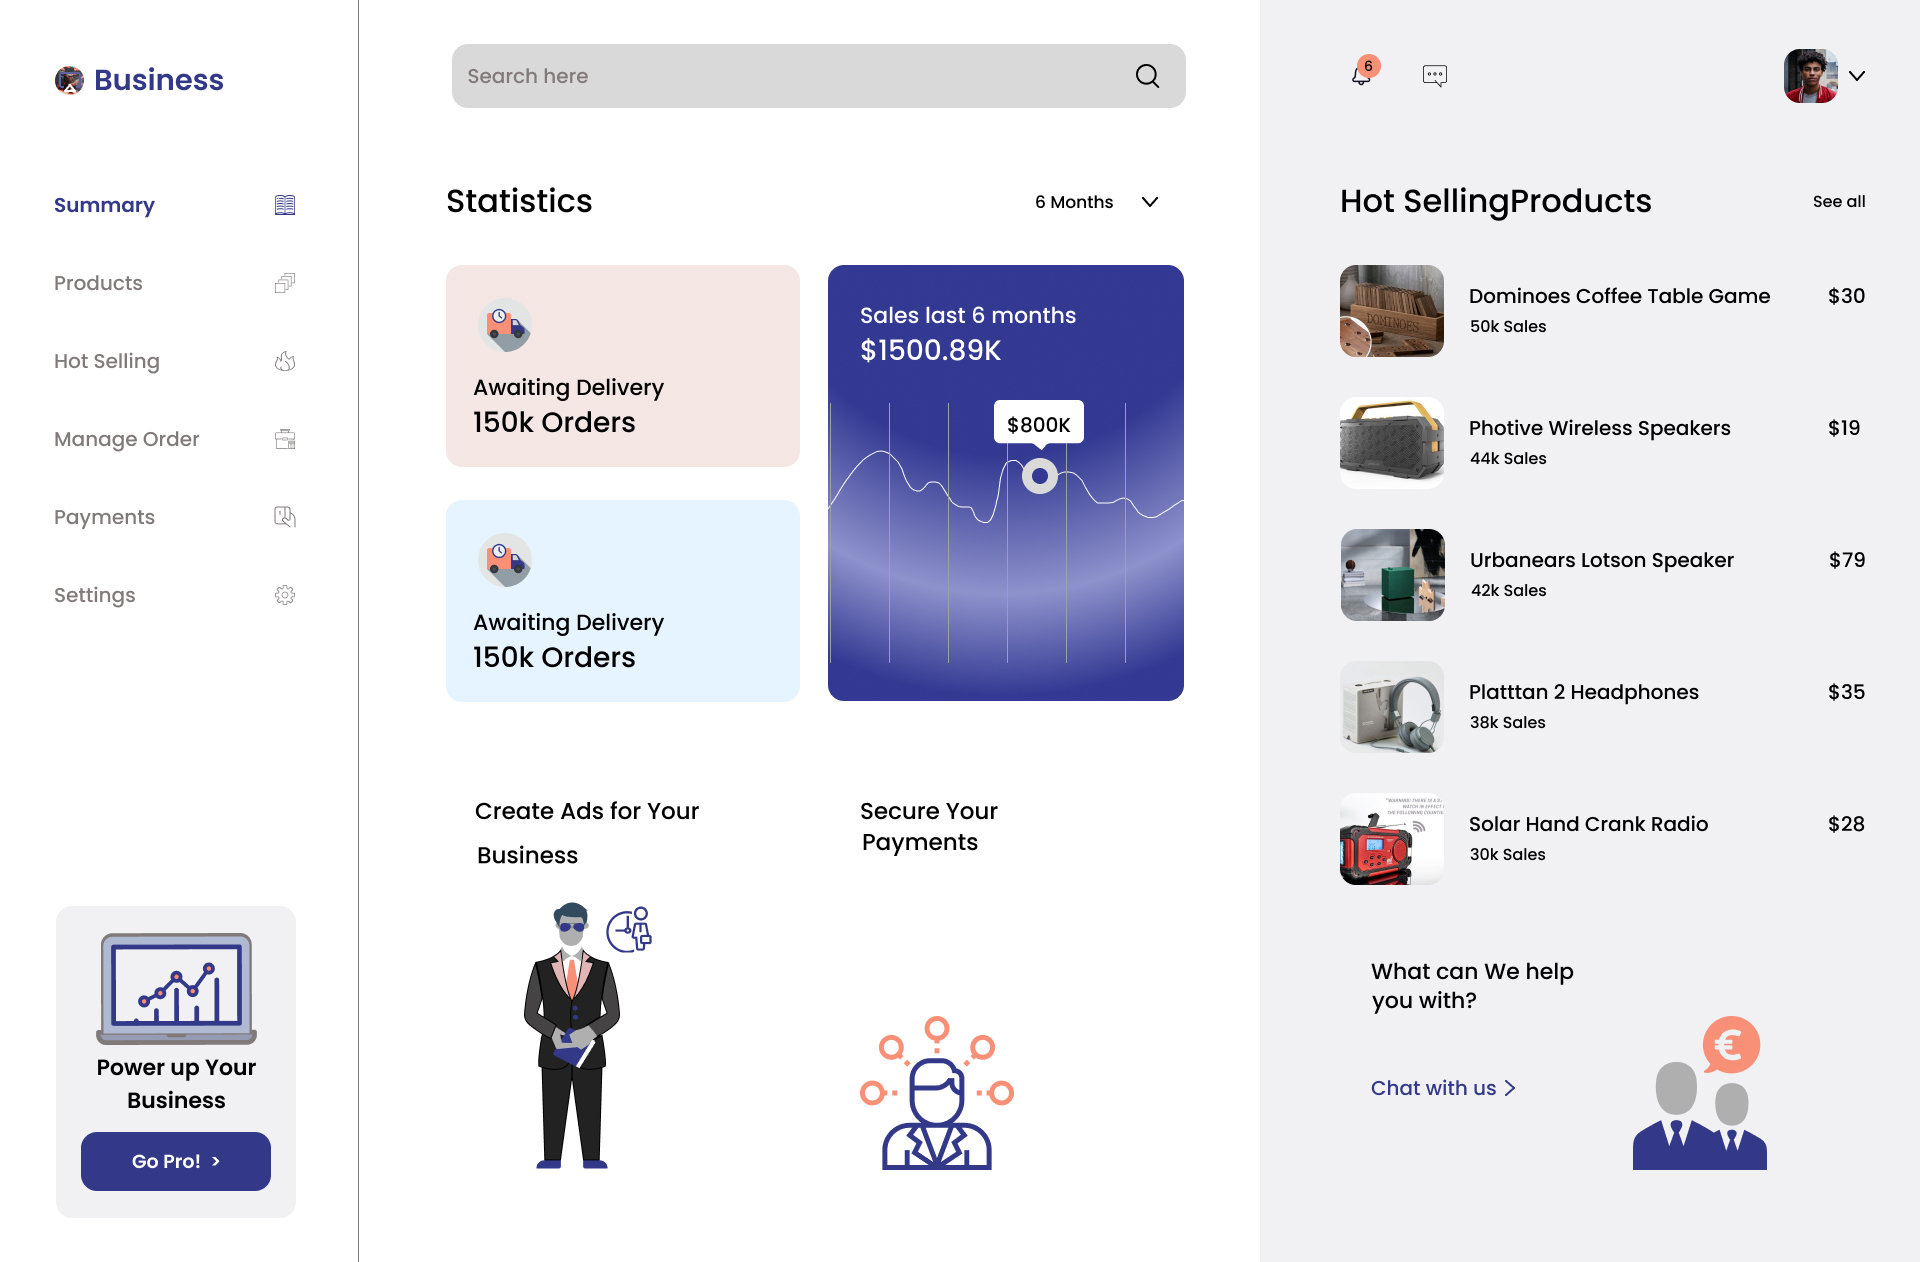 Business
Search here
6
Summary
Products
Hot Selling
Manage Order
Payments
Settings
Power up Your
Business
Go Pro! >
Statistics
6 Months
Awaiting Delivery
150k Orders
Awaiting Delivery
150k Orders
Sales last 6 months
$1500.89K
$800K
Create Ads for Your
Business
Secure Your
Payments
Hot SellingProducts
See all
DOMINOES
Dominoes Coffee Table Game
$30
50k Sales
Photive Wireless Speakers
$19
44k Sales
Urbanears Lotson Speaker
$79
42k Sales
Platttan 2 Headphones
$35
38k Sales
Solar Hand Crank Radio
$28
30k Sales
What can We help
you with?
€
Chat with us